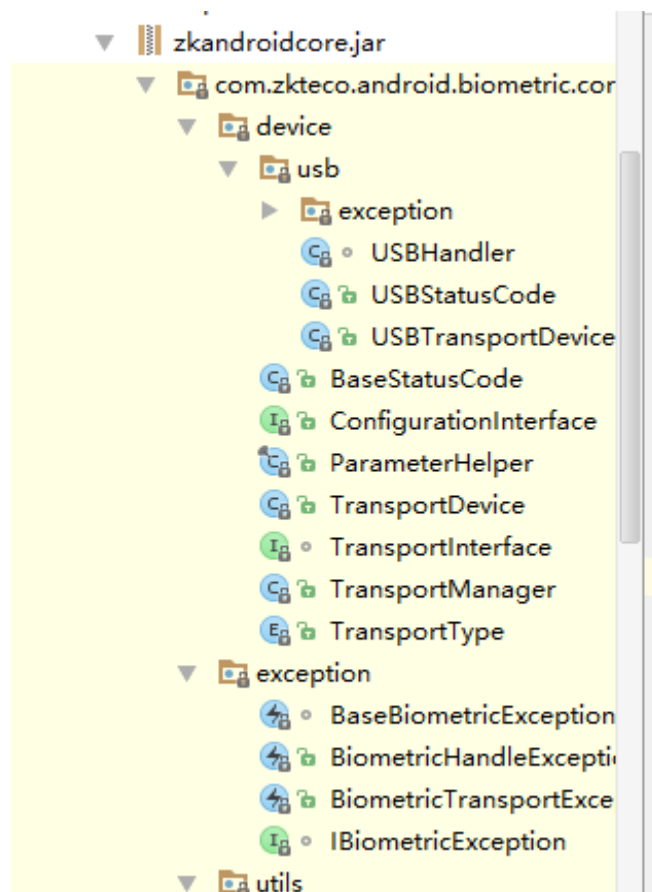 zkandroidcore.jar
com.zkteco.android.biometric.cor
device
usb
exception
USBHandler
USBStatusCode
USBTransportDevice
BaseStatusCode
ConfigurationInterface
ParameterHelper
TransportDevice
TransportInterface
TransportManager
TransportType
exception
BaseBiometricException
BiometricHandleExceptio
BiometricTransportExce
IBiometricException
utils